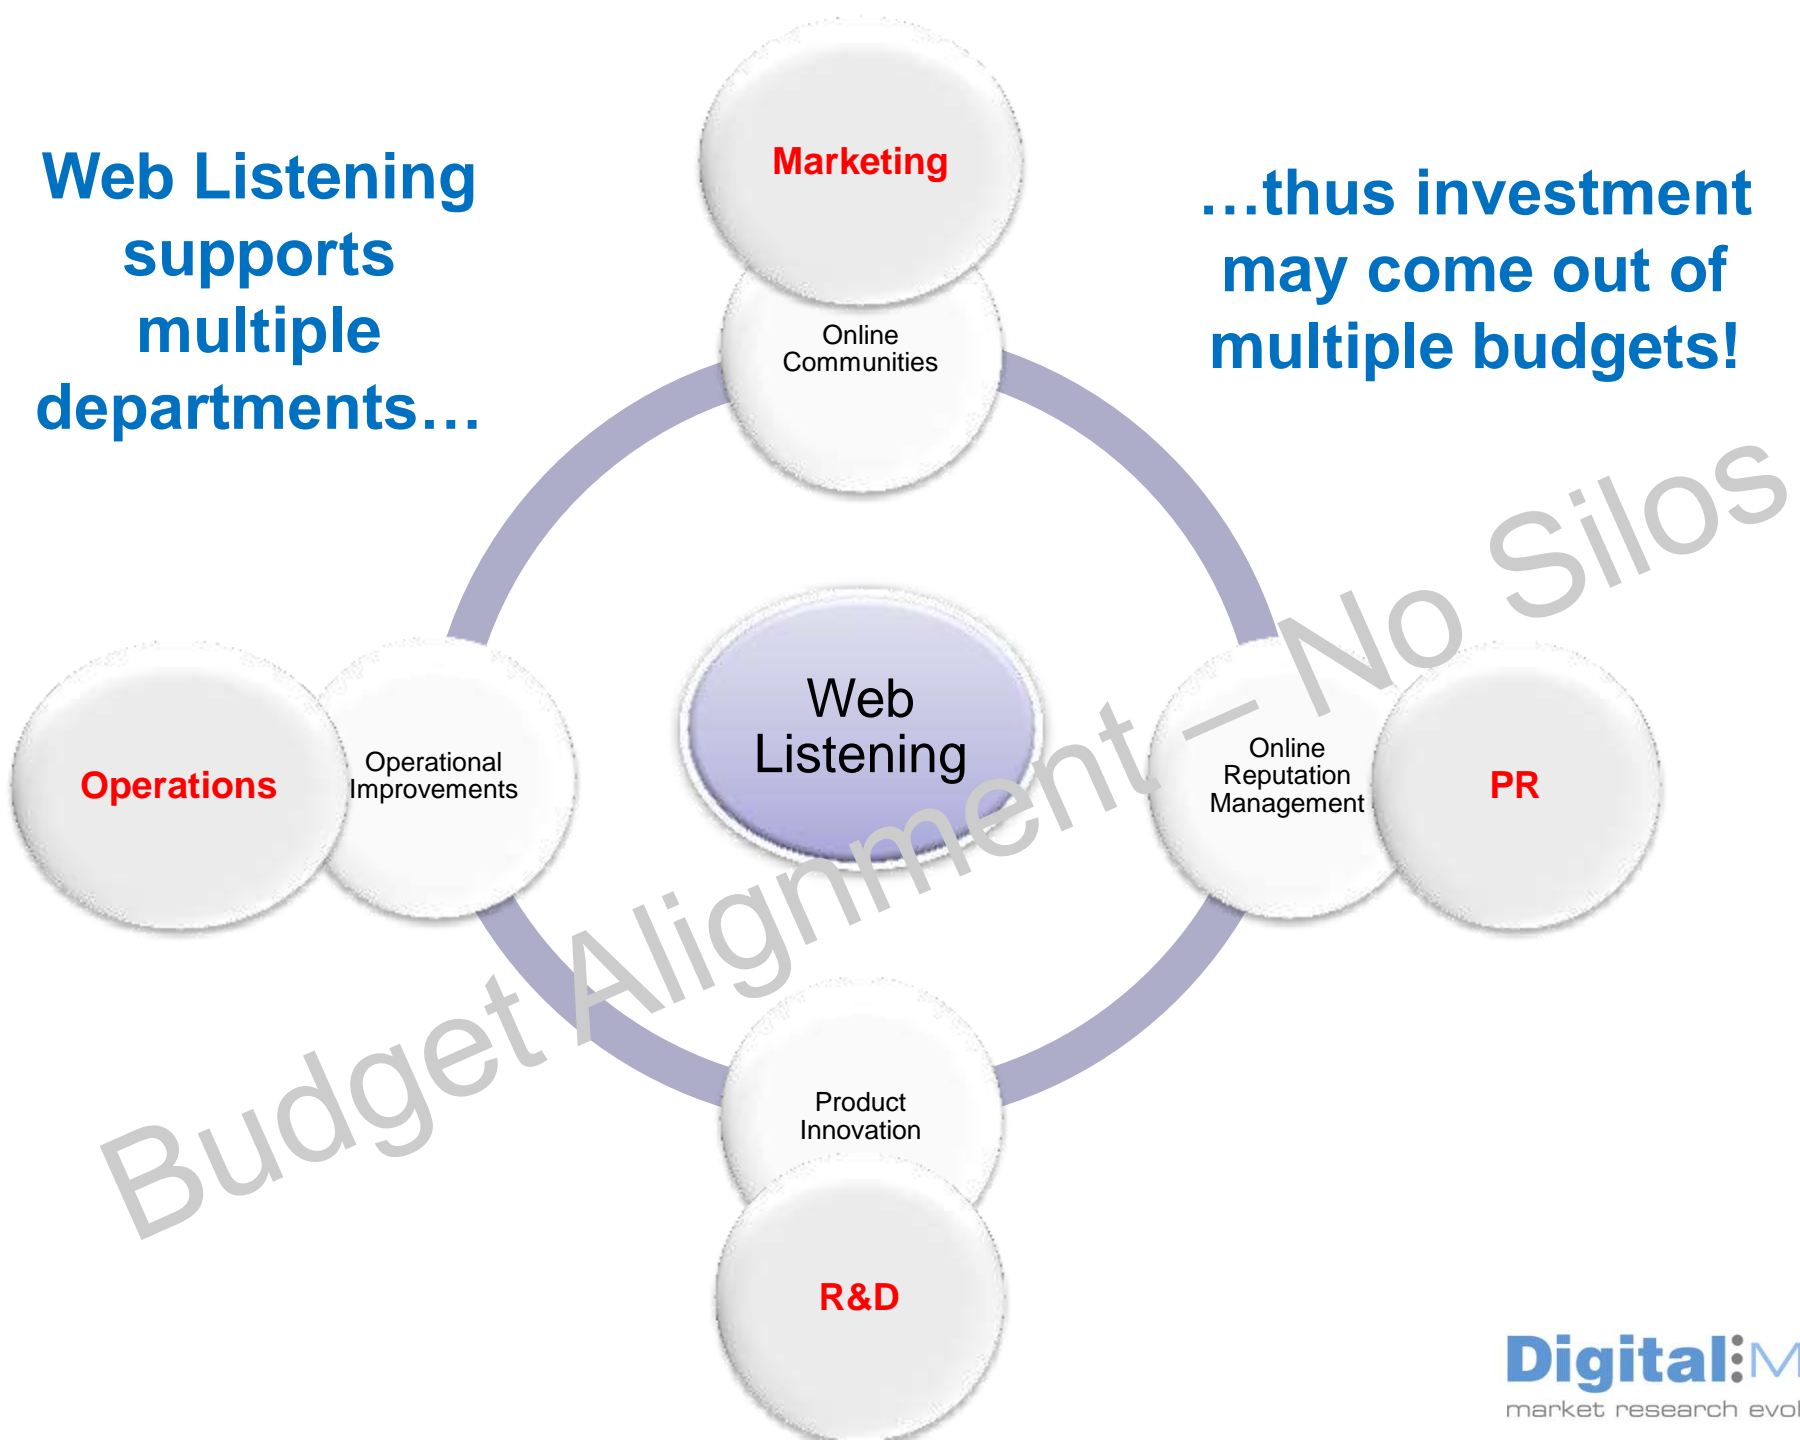 Web Listening
supports
multiple
departments…
…thus investment
may come out of
multiple budgets!
Marketing
Online
Communities
Web
Listening
Operations
Operational
Improvements
Online
Reputation
Management
PR
Product
Innovation
R&D
Budget Alignment – No Silos
Digital
market research